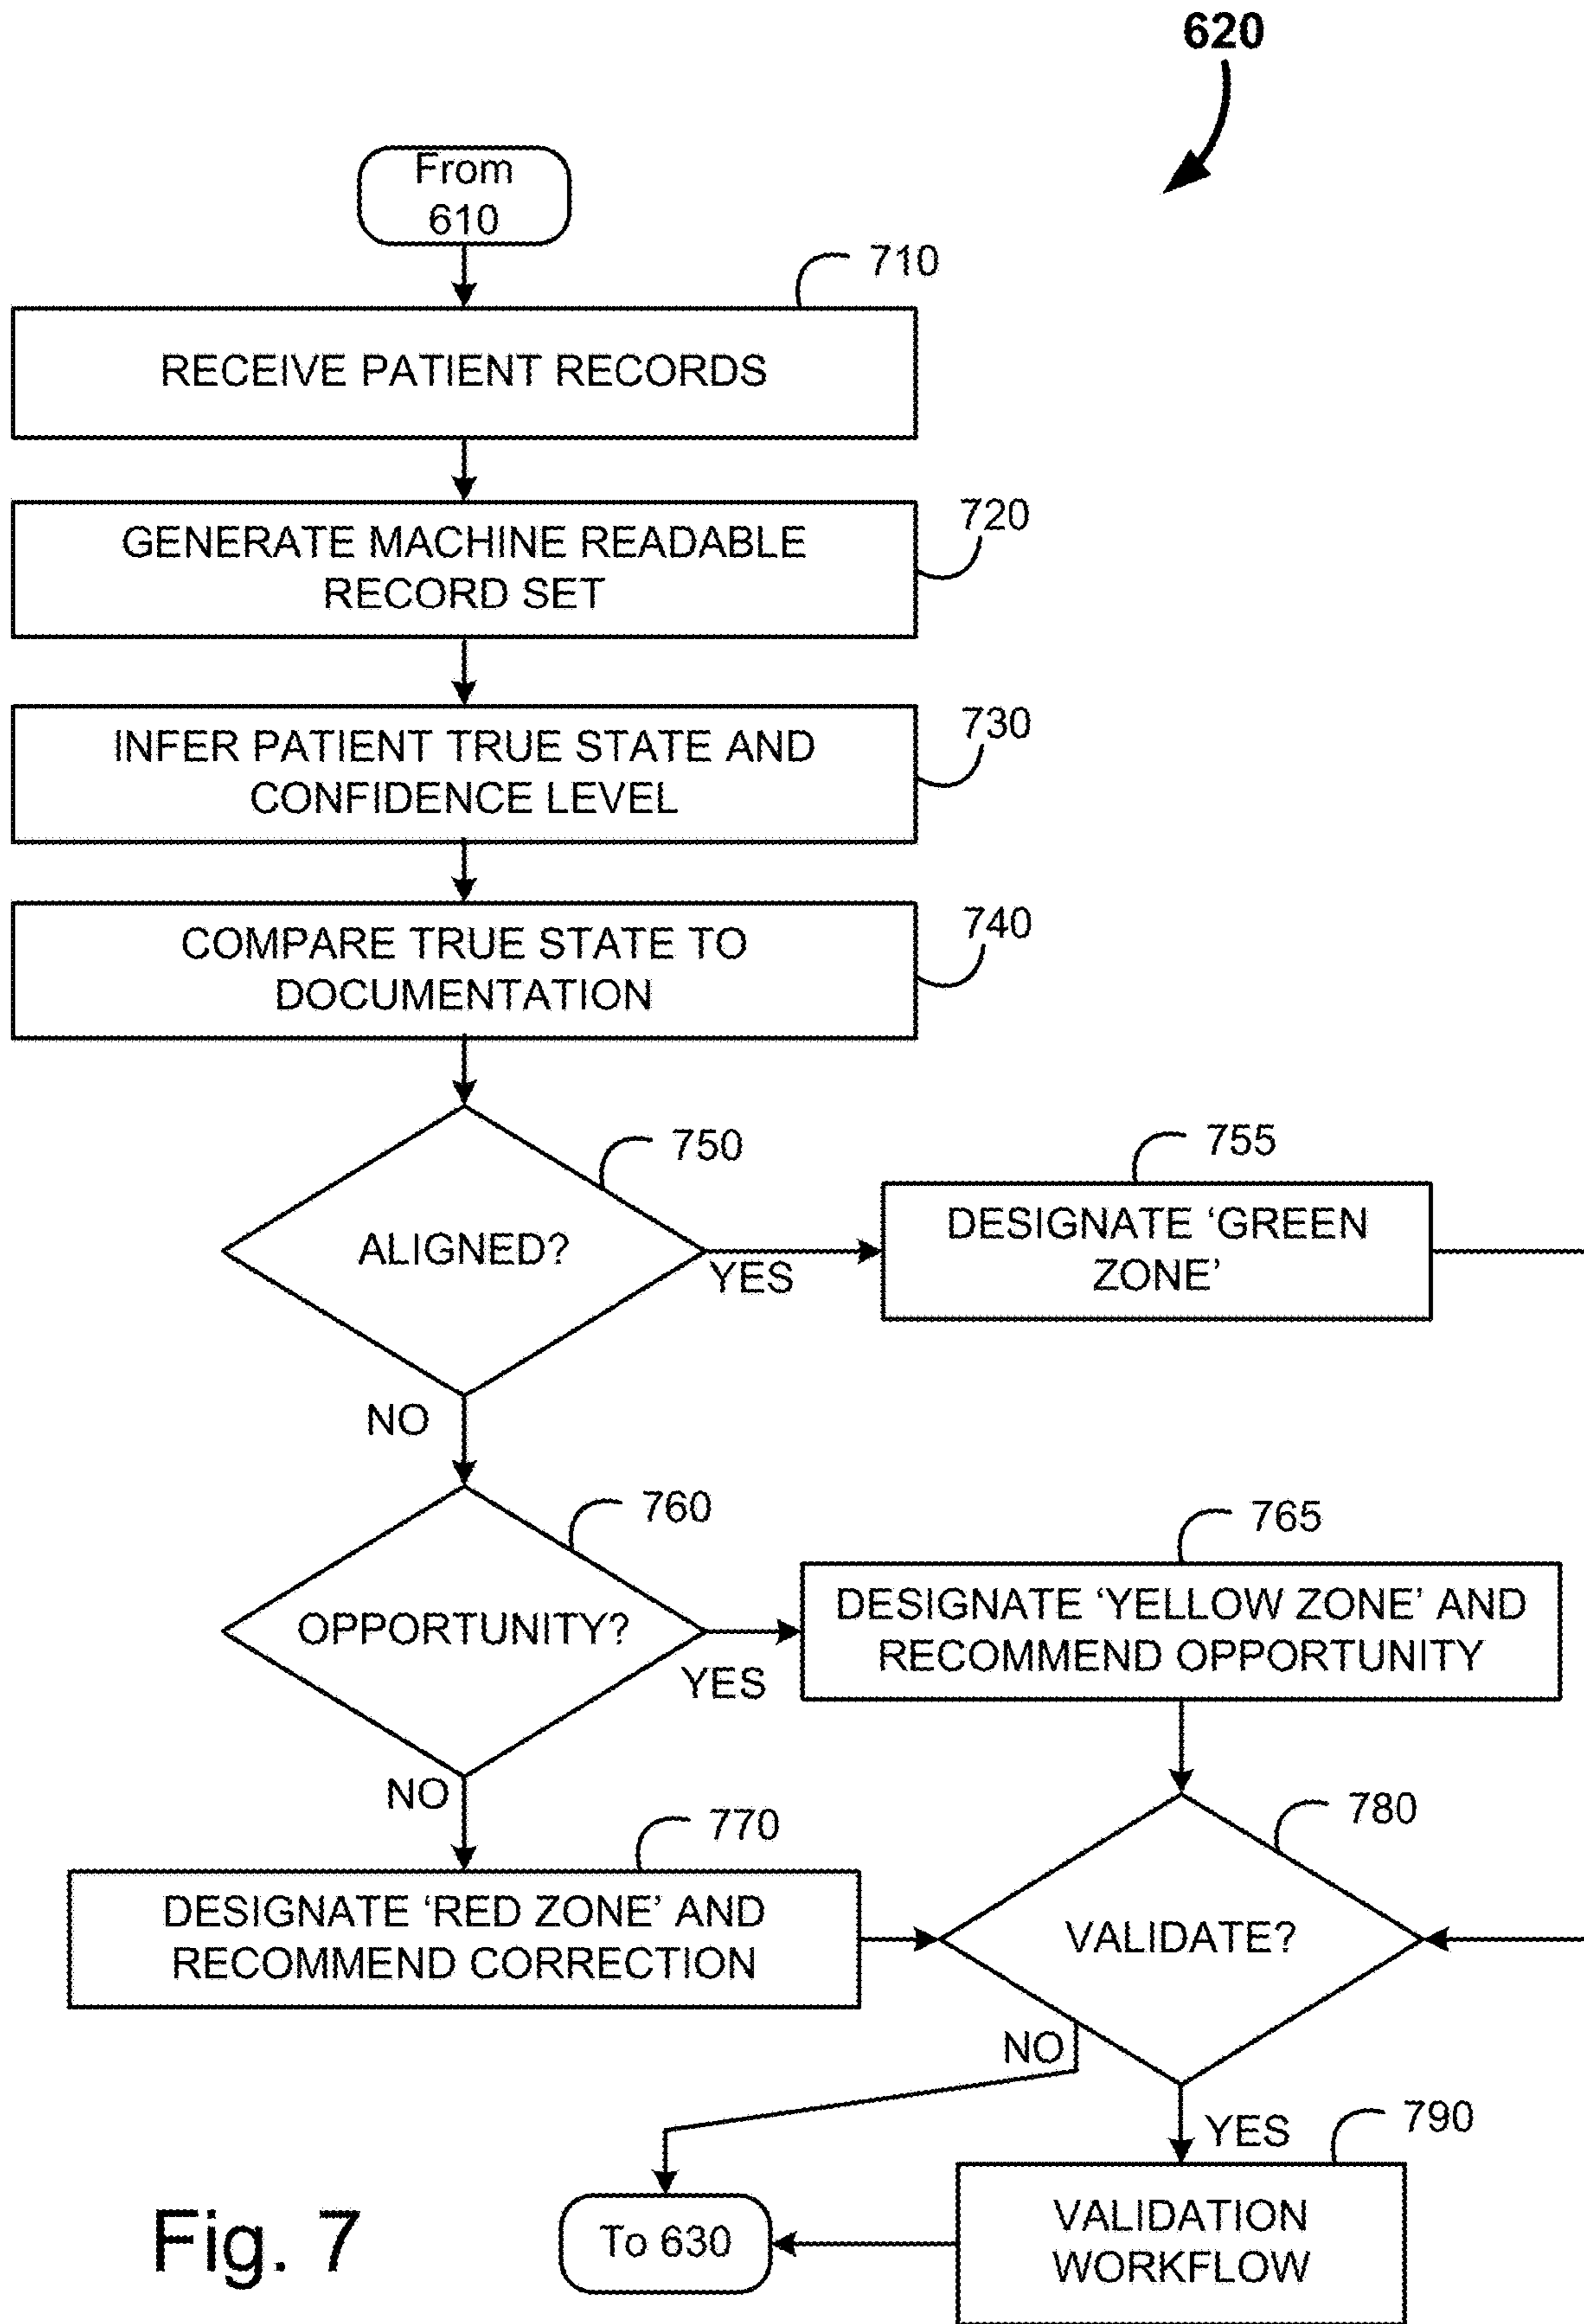 620
From
610
710
RECEIVE PATIENT RECORDS
720
GENERATE MACHINE READABLE
RECORD SET
730
INFER PATIENT TRUE STATE AND
CONFIDENCE LEVEL
740
COMPARE TRUE STATE TO
DOCUMENTATION
750
ALIGNED?
YES
755
DESIGNATE ‘GREEN
ZONE’
NO
760
OPPORTUNITY?
YES
765
DESIGNATE ‘YELLOW ZONE’ AND
RECOMMEND OPPORTUNITY
NO
770
DESIGNATE ‘RED ZONE’ AND
RECOMMEND CORRECTION
780
VALIDATE?
NO
YES
790
VALIDATION
WORKFLOW
To 630
Fig. 7